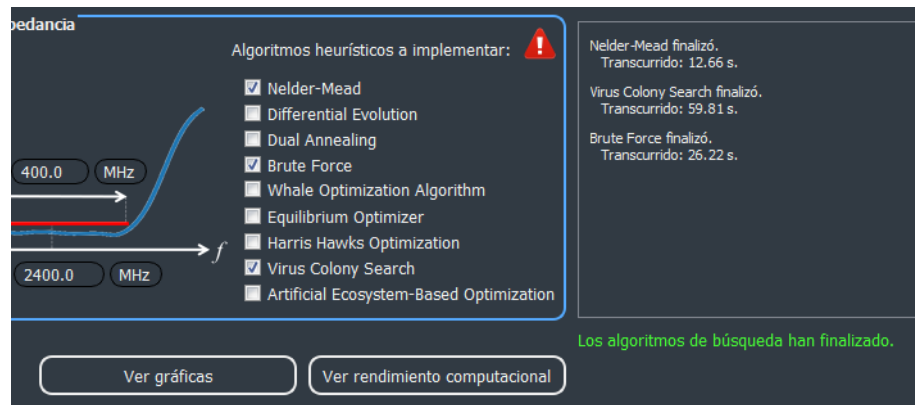 pedancia
Algoritmos heurísticos a implementar:
Nelder-Mead
Differential Evolution
Dual Annealing
Brute Force
Whale Optimization Algorithm
Equilibrium Optimizer
Harris Hawks Optimization
Virus Colony Search
Artificial Ecosystem-Based Optimization
400.0 MHz
f
2400.0 MHz
Ver gráficas
Ver rendimiento computacional
Nelder-Mead finalizó.
Transcurrido: 12.66 s.
Virus Colony Search finalizó.
Transcurrido: 59.81 s.
Brute Force finalizó.
Transcurrido: 26.22 s.
Los algoritmos de búsqueda han finalizado.